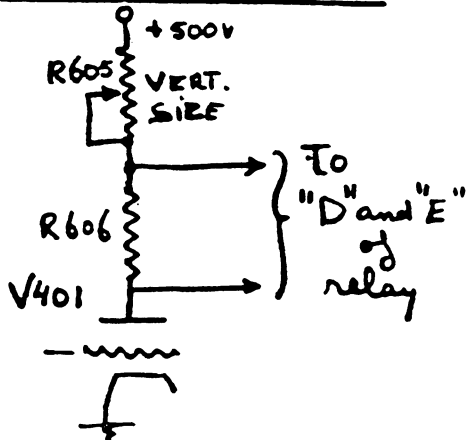 +500V
R605
VERT.
SIZE
R606
V401
To
"D" and "E"
of
relay